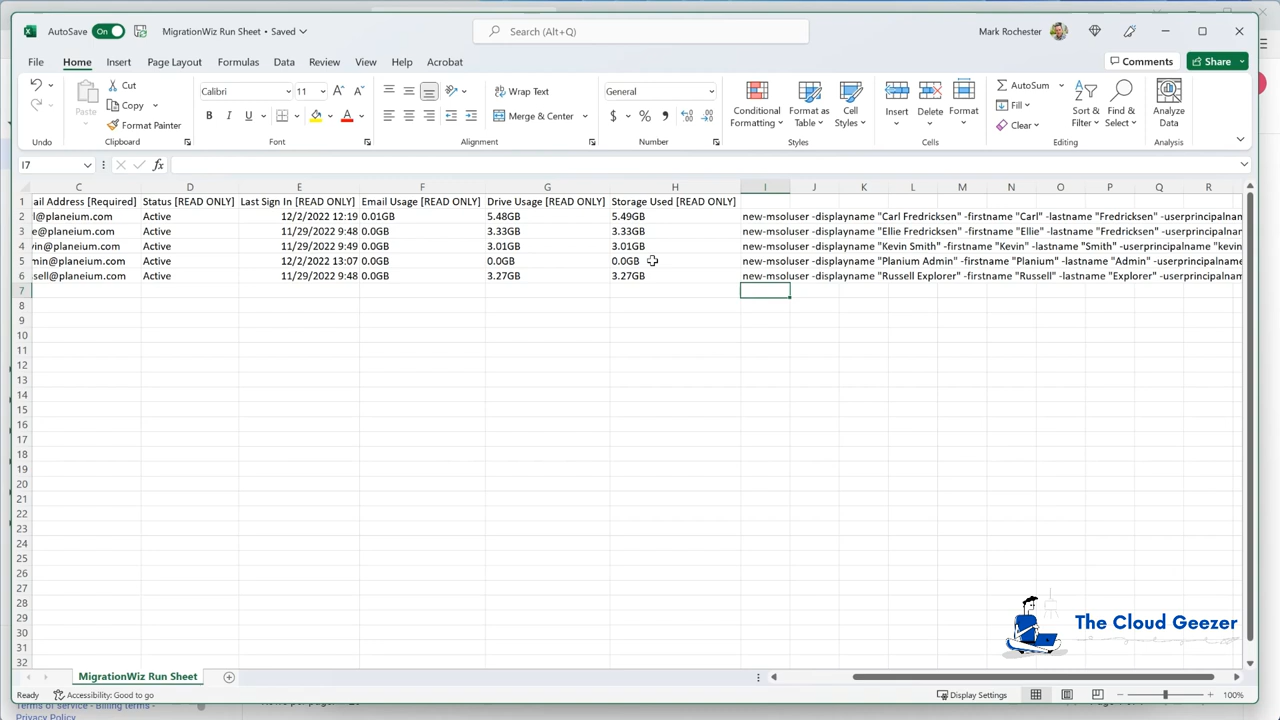 AutoSave On MigrationWiz Run Sheet • Saved Search (Alt+Q) Mark Rochester
File Home Insert Page Layout Formulas Data Review View Help Acrobat Comments Share
Paste Cut Copy Format Painter
Calibri 11 B I U A
Wrap Text Merge & Center
General $ %
Conditional Formatting Format as Table Cell Styles
Insert Delete Format
AutoSum Fill Clear Sort & Filter Find & Select Analyze Data
Undo Clipboard Font Alignment Number Styles Cells Editing Analysis
I7 fx
C D E F G H I J K L M N O P Q R
1 ail Address [Required] Status [READ ONLY] Last Sign In [READ ONLY] Email Usage [READ ONLY] Drive Usage [READ ONLY] Storage Used [READ ONLY]
2 l@planeium.com Active 12/2/2022 12:19 0.01GB 5.48GB 5.49GB new-msoluser -displayname "Carl Fredricksen" -firstname "Carl" -lastname "Fredricksen" -userprincipalnam
3 e@planeium.com Active 11/29/2022 9:48 0.0GB 3.33GB 3.33GB new-msoluser -displayname "Ellie Fredricksen" -firstname "Ellie" -lastname "Fredricksen" -userprincipalnam
4 vin@planeium.com Active 11/29/2022 9:49 0.0GB 3.01GB 3.01GB new-msoluser -displayname "Kevin Smith" -firstname "Kevin" -lastname "Smith" -userprincipalname "kevin
5 min@planeium.com Active 12/2/2022 13:07 0.0GB 0.0GB 0.0GB new-msoluser -displayname "Planium Admin" -firstname "Planium" -lastname "Admin" -userprincipalname
6 sell@planeium.com Active 11/29/2022 9:48 0.0GB 3.27GB 3.27GB new-msoluser -displayname "Russell Explorer" -firstname "Russell" -lastname "Explorer" -userprincipalname
7
8
9
10
11
12
13
14
15
16
17
18
19
20
21
22
23
24
25
26
27
28
29
30
31
32
The Cloud Geezer
MigrationWiz Run Sheet
Ready Accessibility: Good to go Display Settings 100%
Terms of service - Billing terms -
Privacy Policy